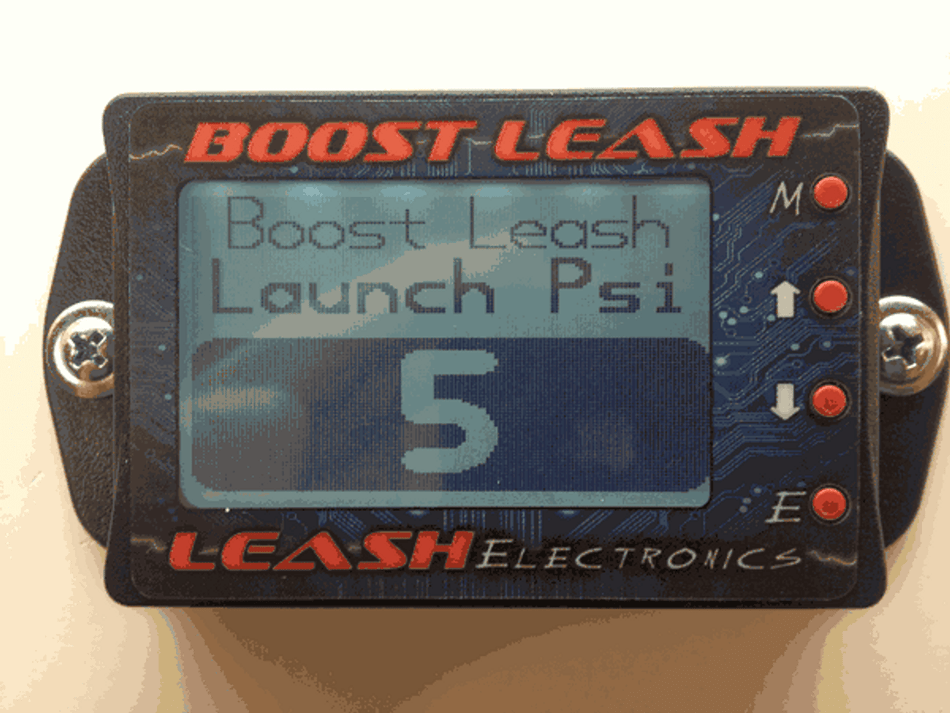 BOOST LEASH
Boost Leash
Launch Psi
5
M
E
LEASH ELECTRONICS